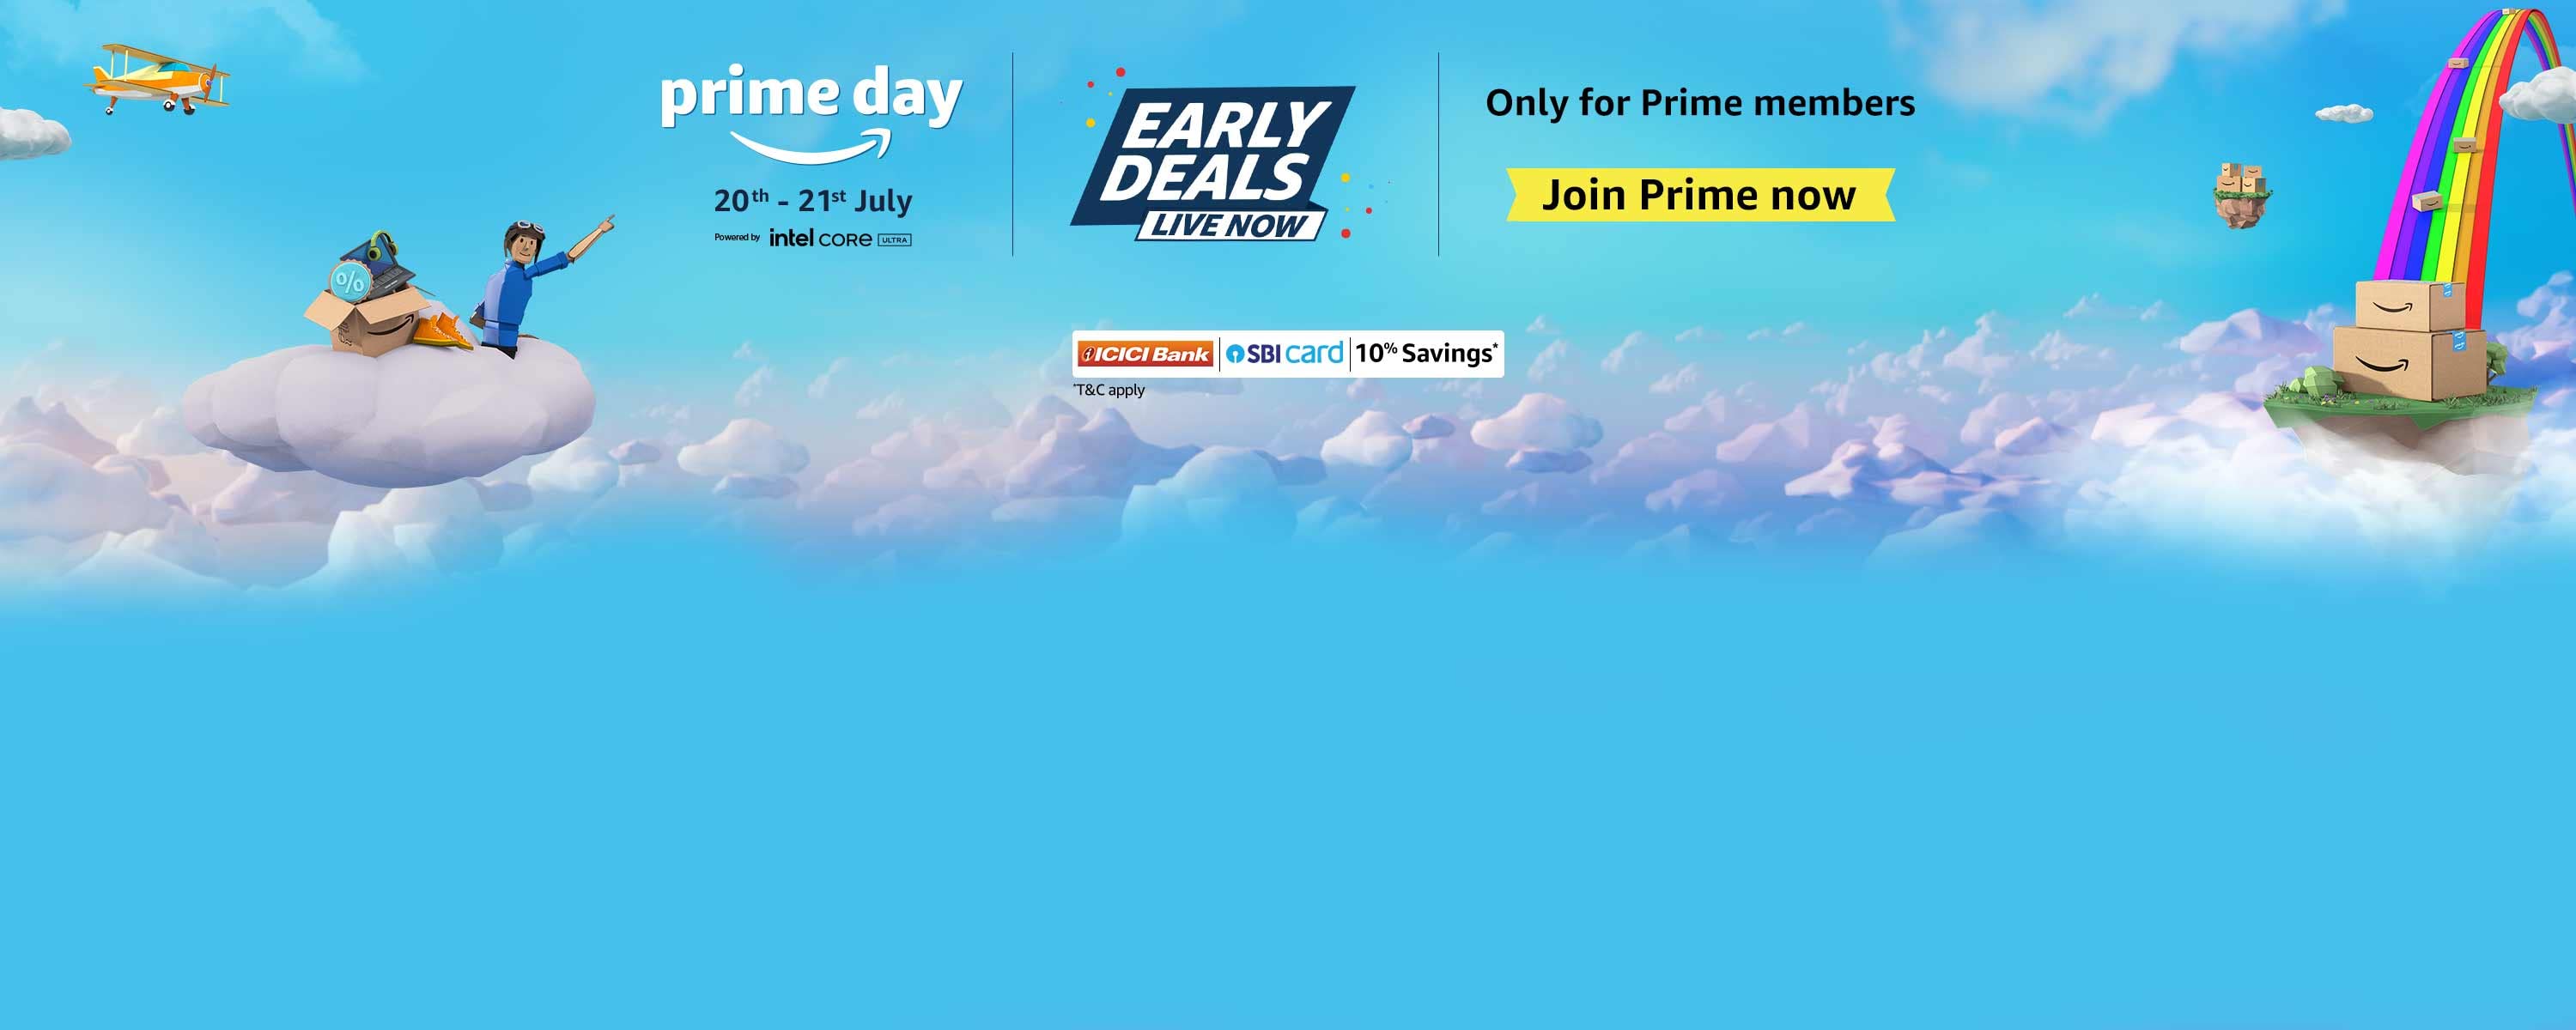 prime day
20th - 21st July
Powered by intel CORE ULTRA
EARLY
DEALS
LIVE NOW
Only for Prime members
Join Prime now
ICICI Bank SBI card 10% Savings*
*T&C apply
%